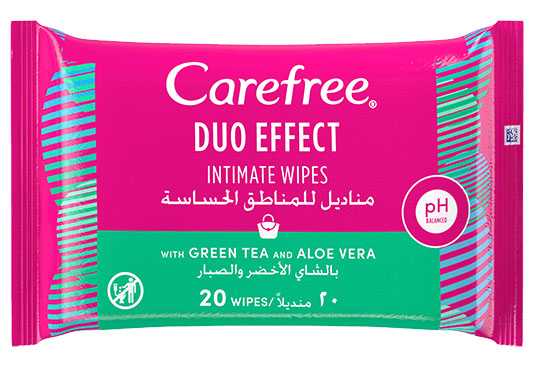 Carefree®
DUO EFFECT
INTIMATE WIPES
مناديل للمناطق الحساسة
pH
BALANCED
WITH GREEN TEA AND ALOE VERA
بالشاي الأخضر والصبار
20 WIPES/ ٢٠ منديلاً